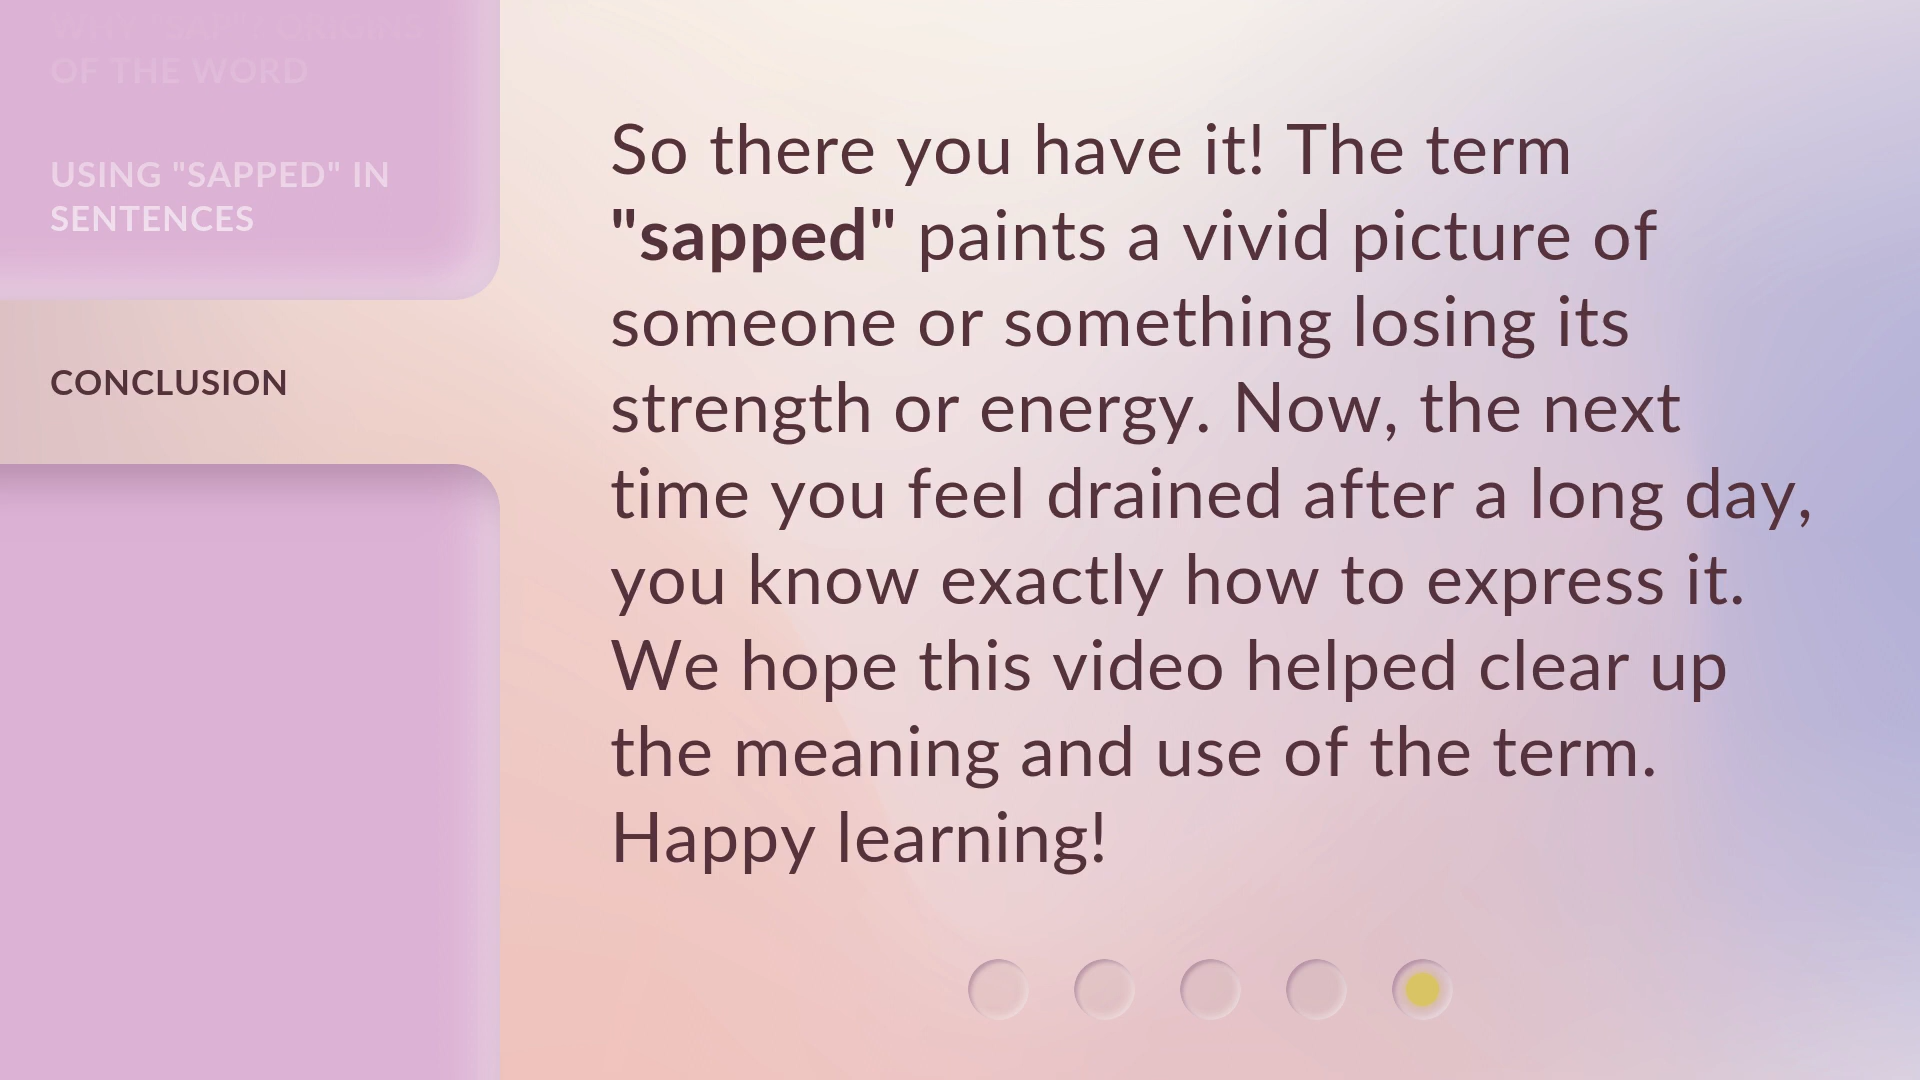 OF THE WORD
USING "SAPPED" IN
SENTENCES
CONCLUSION
So there you have it! The term
"sapped" paints a vivid picture of
someone or something losing its
strength or energy. Now, the next
time you feel drained after a long day,
you know exactly how to express it.
We hope this video helped clear up
the meaning and use of the term.
Happy learning!